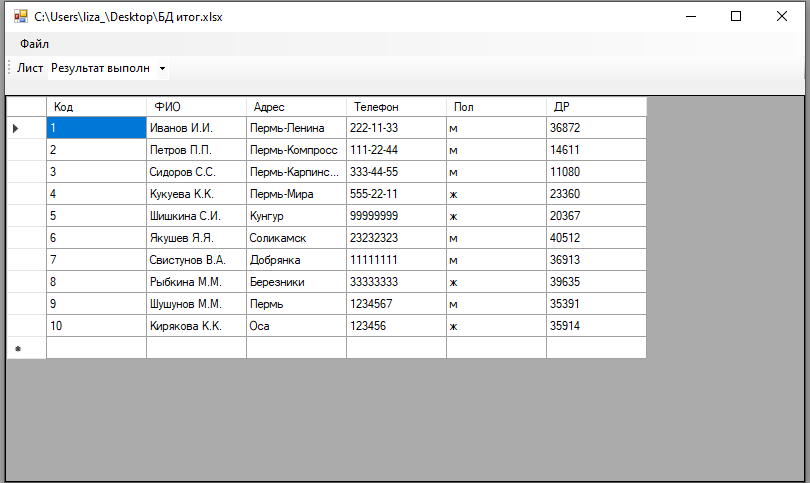 C:\Users\liza_\Desktop\БД итог.xlsx
Файл
Лист Результат выполн
Код ФИО Адрес Телефон Пол ДР
1 Иванов И.И. Пермь-Ленина 222-11-33 м 36872
2 Петров П.П. Пермь-Компросс 111-22-44 м 14611
3 Сидоров С.С. Пермь-Карпинс... 333-44-55 м 11080
4 Кукуева К.К. Пермь-Мира 555-22-11 ж 23360
5 Шишкина С.И. Кунгур 99999999 ж 20367
6 Якушев Я.Я. Соликамск 23232323 м 40512
7 Свистунов В.А. Добрянка 11111111 м 36913
8 Рыбкина М.М. Березники 33333333 ж 39635
9 Шушунов М.М. Пермь 1234567 м 35391
10 Кирякова К.К. Оса 123456 ж 35914